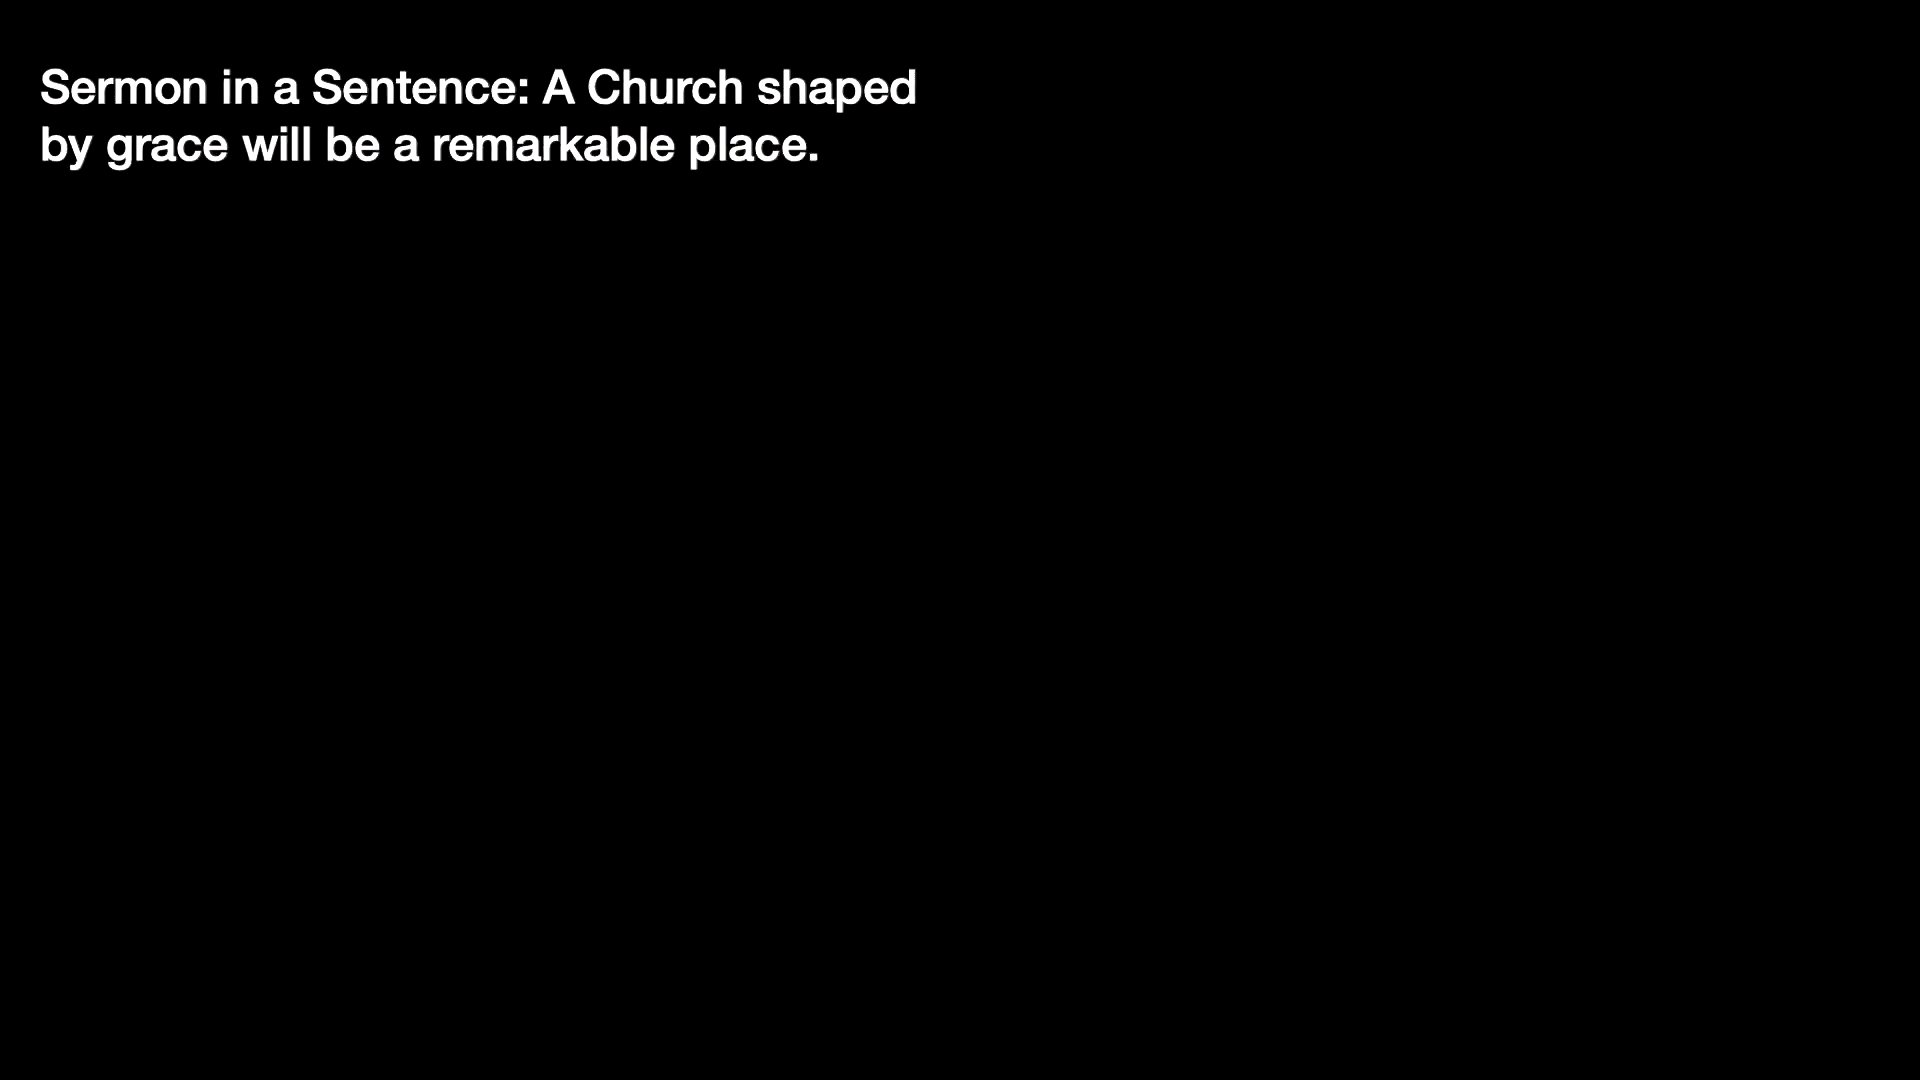 Sermon in a Sentence: A Church shaped
by grace will be a remarkable place.